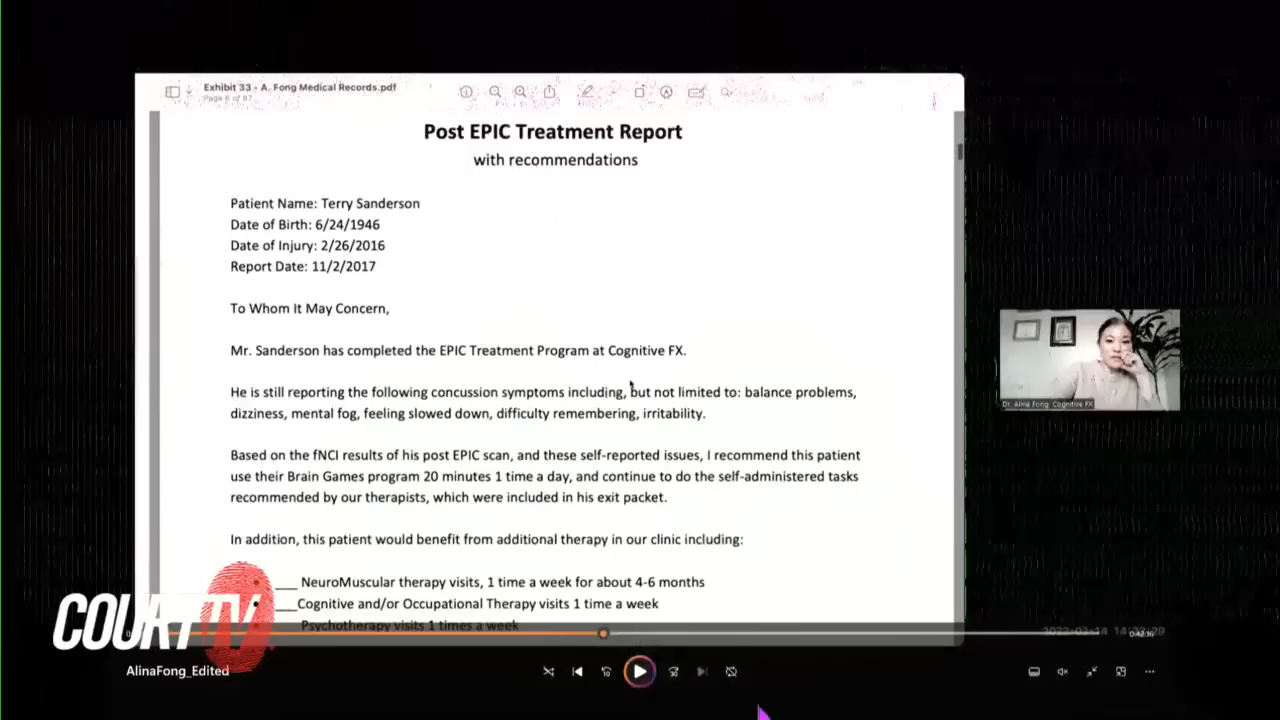 Exhibit 33 - A. Fong Medical Records.pdf
Page 6 of 87
Post EPIC Treatment Report
with recommendations
Patient Name: Terry Sanderson
Date of Birth: 6/24/1946
Date of Injury: 2/26/2016
Report Date: 11/2/2017
To Whom It May Concern,
Mr. Sanderson has completed the EPIC Treatment Program at Cognitive FX.
He is still reporting the following concussion symptoms including, but not limited to: balance problems,
dizziness, mental fog, feeling slowed down, difficulty remembering, irritability.
Based on the fNCI results of his post EPIC scan, and these self-reported issues, I recommend this patient
use their Brain Games program 20 minutes 1 time a day, and continue to do the self-administered tasks
recommended by our therapists, which were included in his exit packet.
In addition, this patient would benefit from additional therapy in our clinic including:
• ___ NeuroMuscular therapy visits, 1 time a week for about 4-6 months
• ___Cognitive and/or Occupational Therapy visits 1 time a week
• Psychotherapy visits 1 times a week
Dr. Alina Fong Cognitive FX
COURT TV
0:42:16
AlinaFong_Edited